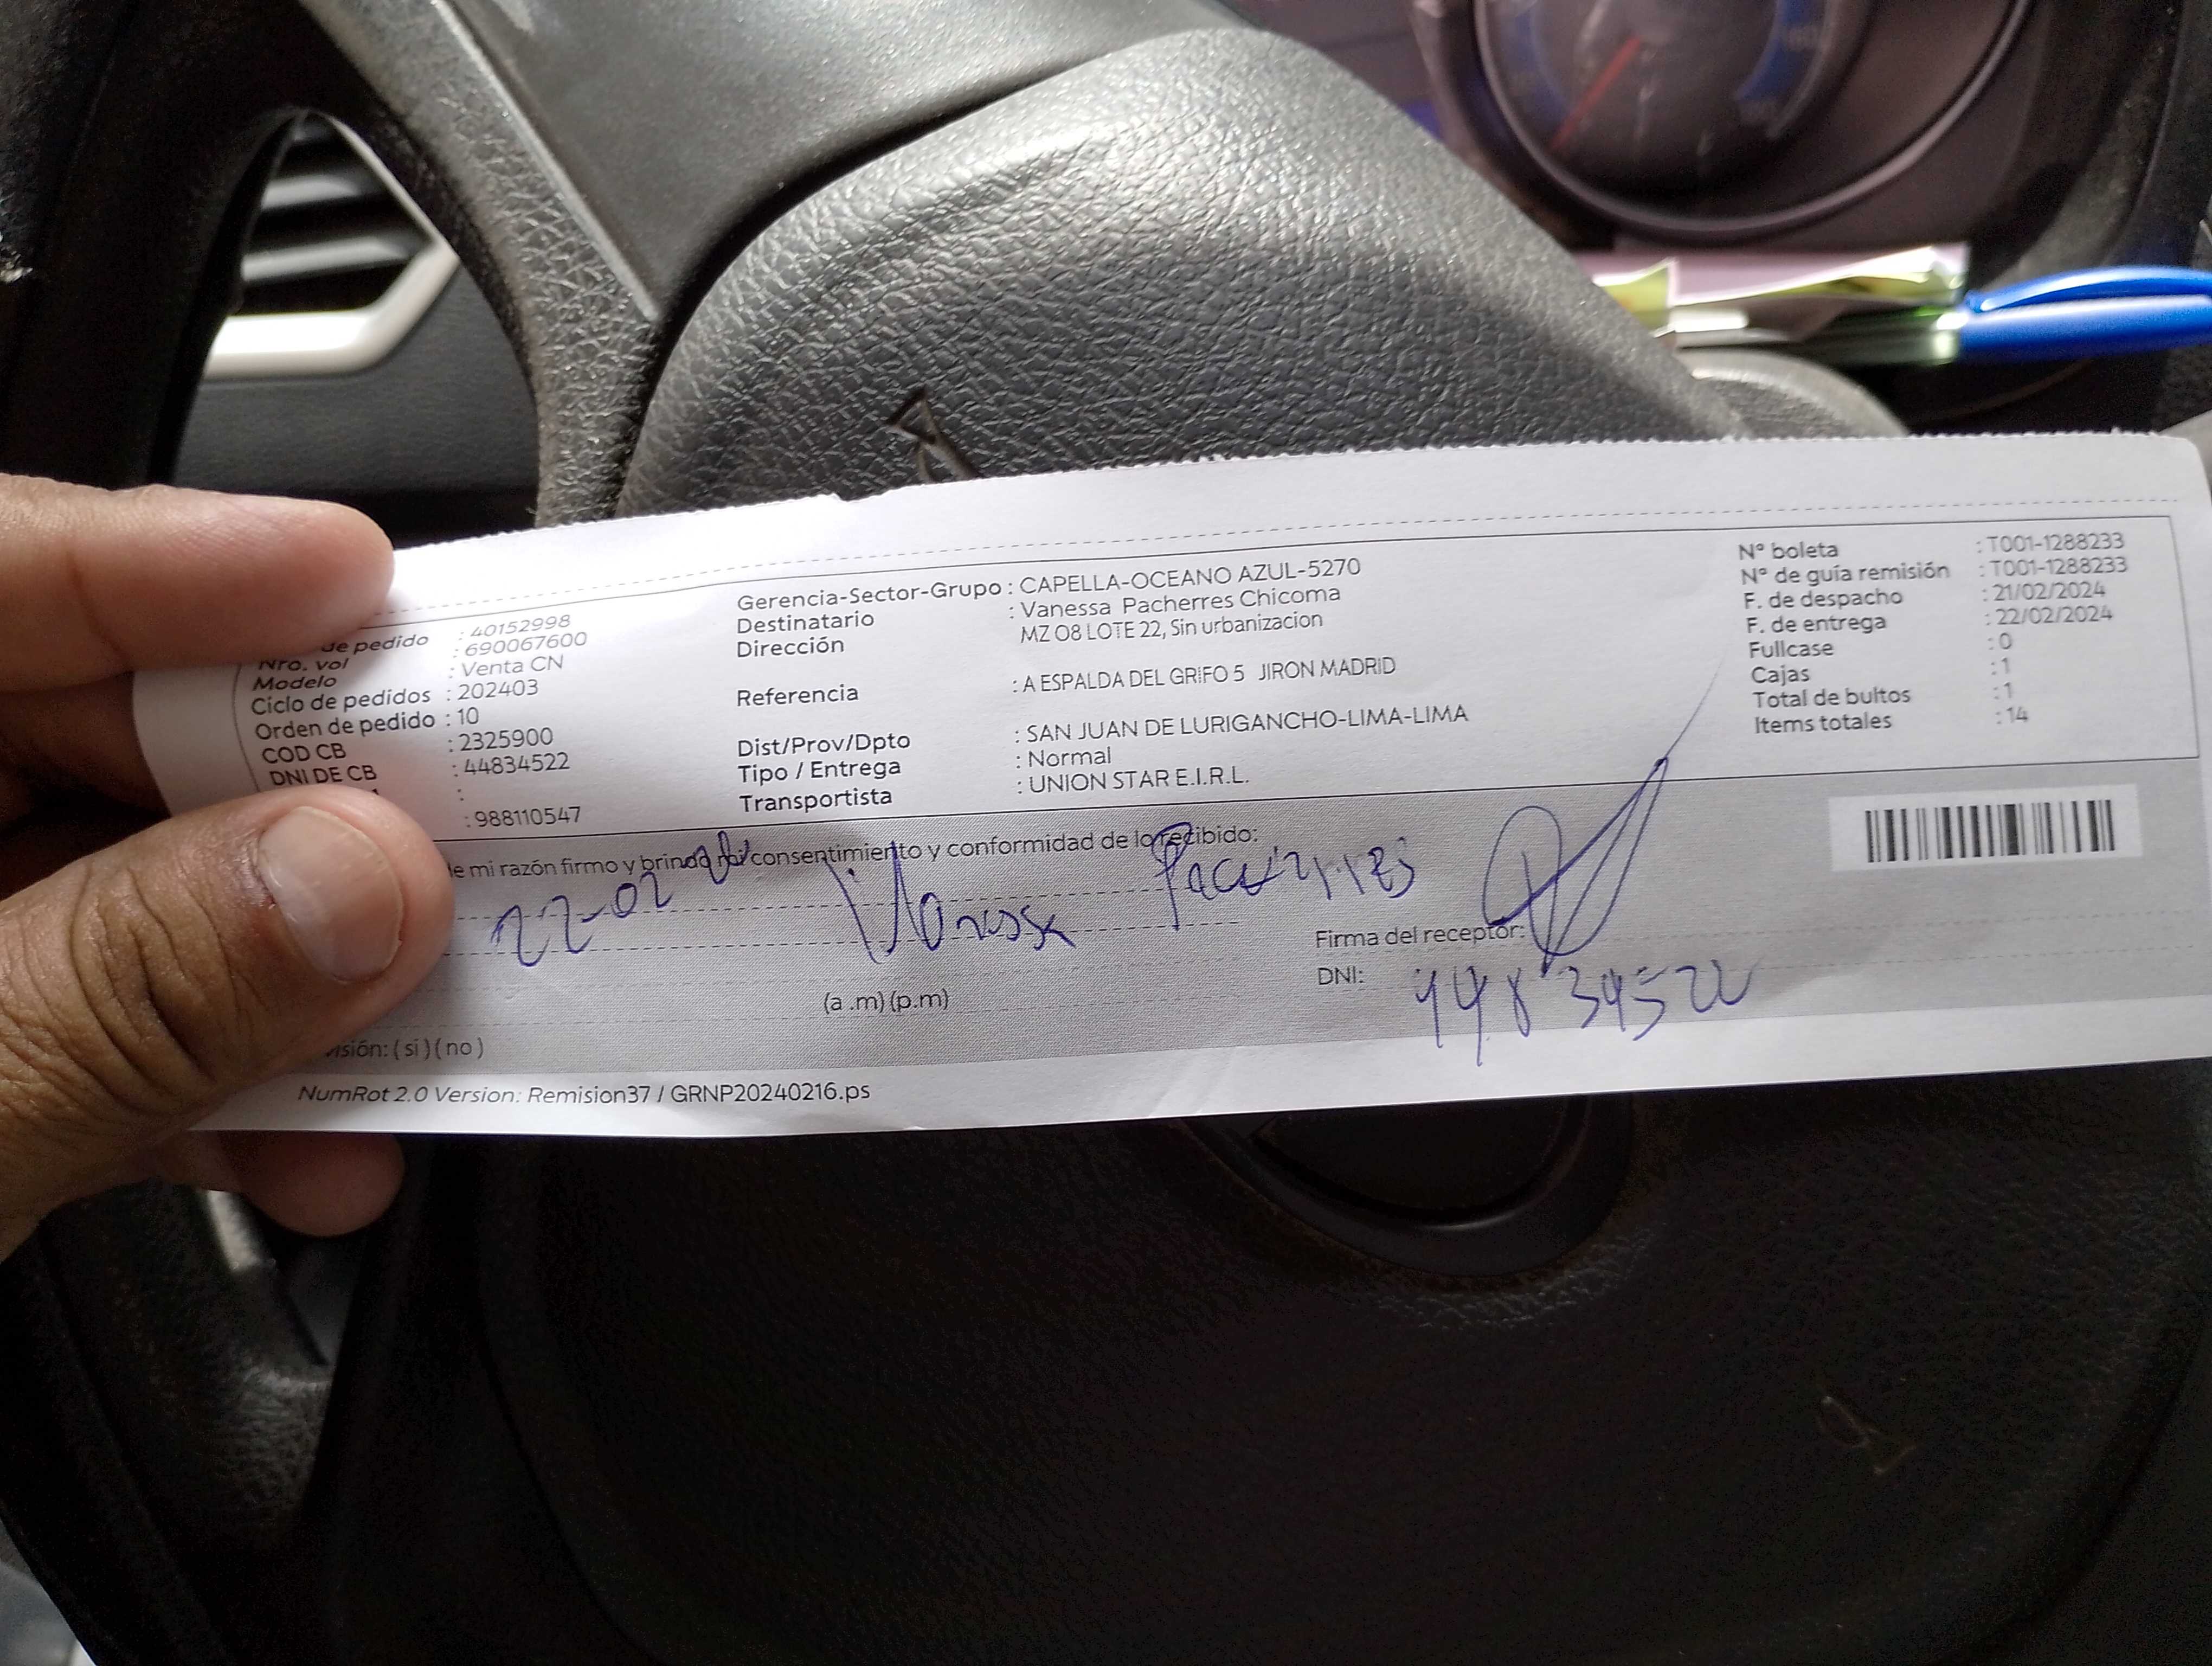 de pedido : 40152998
Nro. vol : 690067600
Modelo : Venta CN
Ciclo de pedidos : 202403
Orden de pedido : 10
COD CB : 2325900
DNI DE CB : 44834522
:
: 988110547
Gerencia-Sector-Grupo : CAPELLA-OCEANO AZUL-5270
Destinatario : Vanessa Pacherres Chicoma
Dirección MZ O8 LOTE 22, Sin urbanizacion
Referencia : A ESPALDA DEL GRIFO 5 JIRON MADRID
Dist/Prov/Dpto : SAN JUAN DE LURIGANCHO-LIMA-LIMA
Tipo / Entrega : Normal
Transportista : UNION STAR E.I.R.L.
N° boleta : T001-1288233
N° de guía remisión : T001-1288233
F. de despacho : 21/02/2024
F. de entrega : 22/02/2024
Fullcase : 0
Cajas : 1
Total de bultos : 1
Items totales : 14
de mi razón firmo y brindo mi consentimiento y conformidad de lo recibido:
22-02 Vanessa Pacherres
Firma del receptor:
DNI: 44834522
(a .m) (p.m)
(si) (no)
NumRot 2.0 Version: Remision37 / GRNP20240216.ps